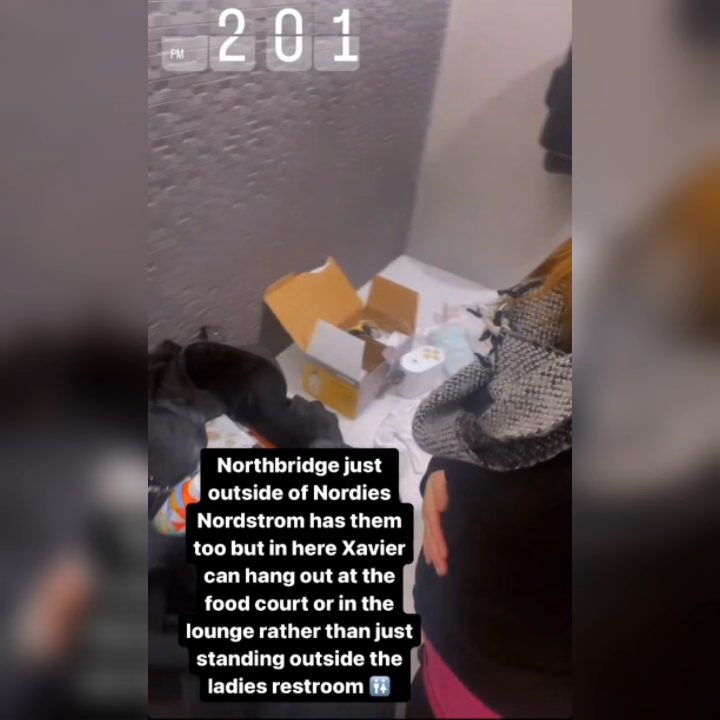 PM 2 0 1
Northbridge just
outside of Nordies
Nordstrom has them
too but in here Xavier
can hang out at the
food court or in the
lounge rather than just
standing outside the
ladies restroom 🚻